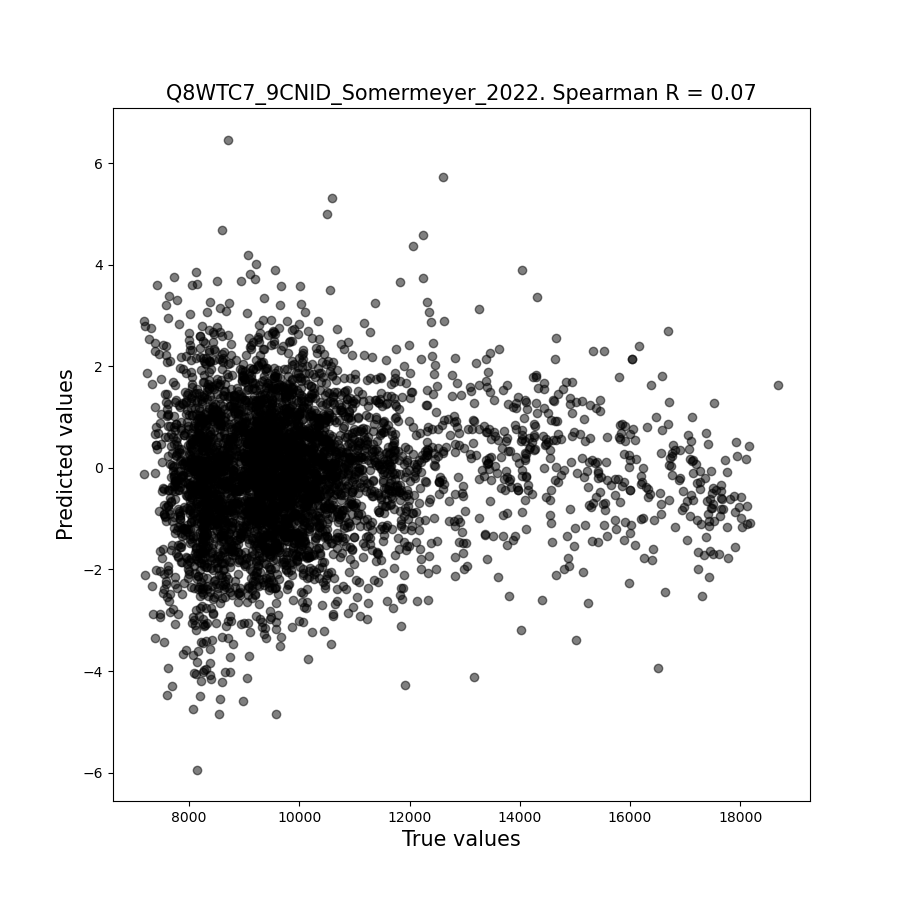 Q8WTC7_9CNID_Somermeyer_2022. Spearman R = 0.07
6
4
2
0
−2
−4
−6
Predicted values
8000 10000 12000 14000 16000 18000
True values